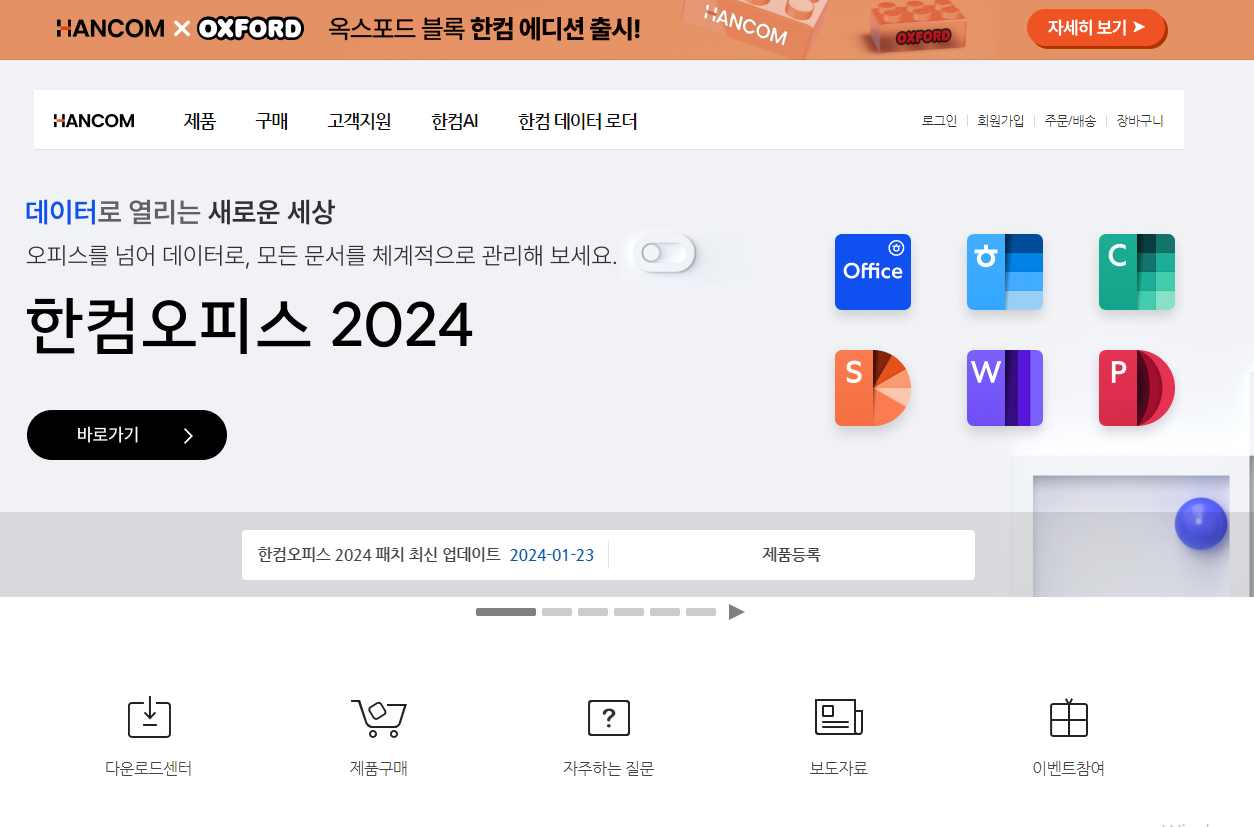 HANCOM × OXFORD 옥스포드 블록 한컴 에디션 출시!
HANCOM
OXFORD
자세히 보기 ➤
HANCOM 제품 구매 고객지원 한컴AI 한컴 데이터 로더
로그인 회원가입 주문/배송 장바구니
데이터로 열리는 새로운 세상
오피스를 넘어 데이터로, 모든 문서를 체계적으로 관리해 보세요.
한컴오피스 2024
바로가기
Office
ㅎ
C
S
W
P
한컴오피스 2024 패치 최신 업데이트 2024-01-23
제품등록
다운로드센터
제품구매
?
자주하는 질문
보도자료
이벤트참여